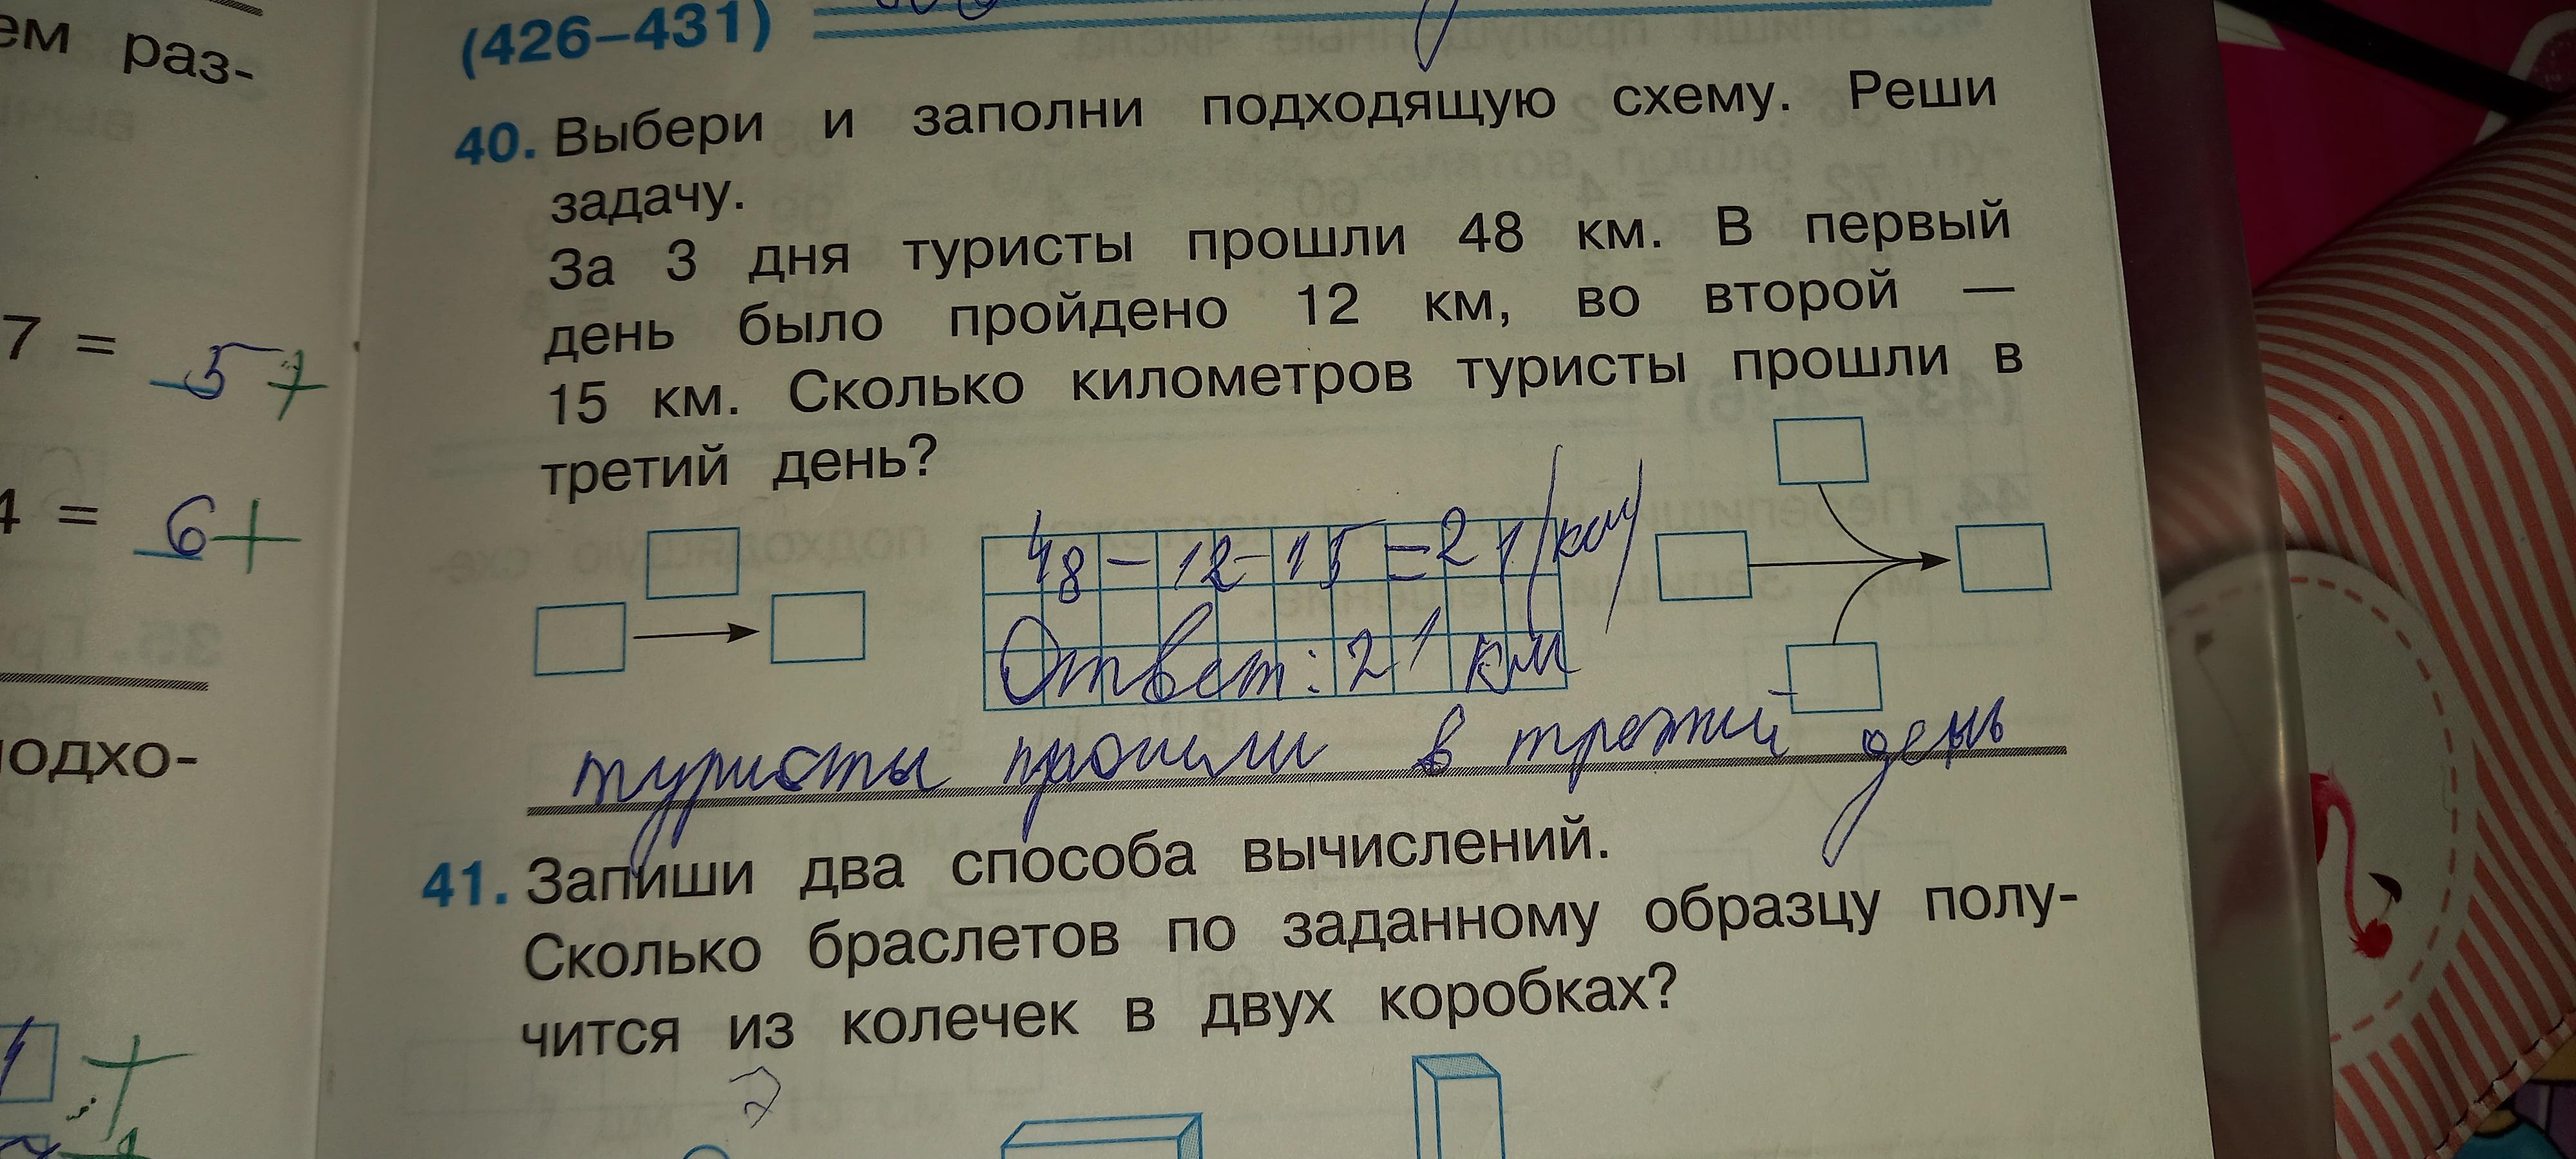 ем раз-
7 = 5 +
4 = 6 +
одхо-
1 +
(426–431)
40. Выбери и заполни подходящую схему. Реши
задачу.
За 3 дня туристы прошли 48 км. В первый
день было пройдено 12 км, во второй —
15 км. Сколько километров туристы прошли в
третий день?
48 – 12 – 15 = 21 (км)
Ответ: 21 км
туристы прошли в третий день
41. Запиши два способа вычислений.
Сколько браслетов по заданному образцу полу-
чится из колечек в двух коробках?